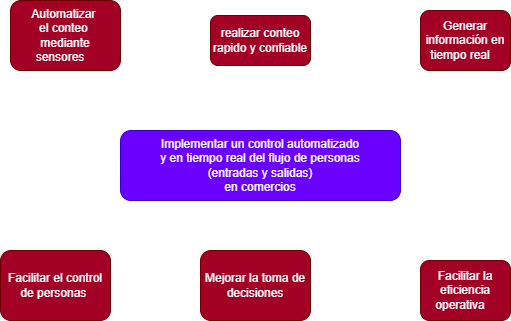 Automatizar
el conteo
mediante
sensores
realizar conteo
rapido y confiable
Generar
información en
tiempo real
Implementar un control automatizado
y en tiempo real del flujo de personas
(entradas y salidas)
en comercios
Facilitar el control
de personas
Mejorar la toma de
decisiones
Facilitar la
eficiencia
operativa